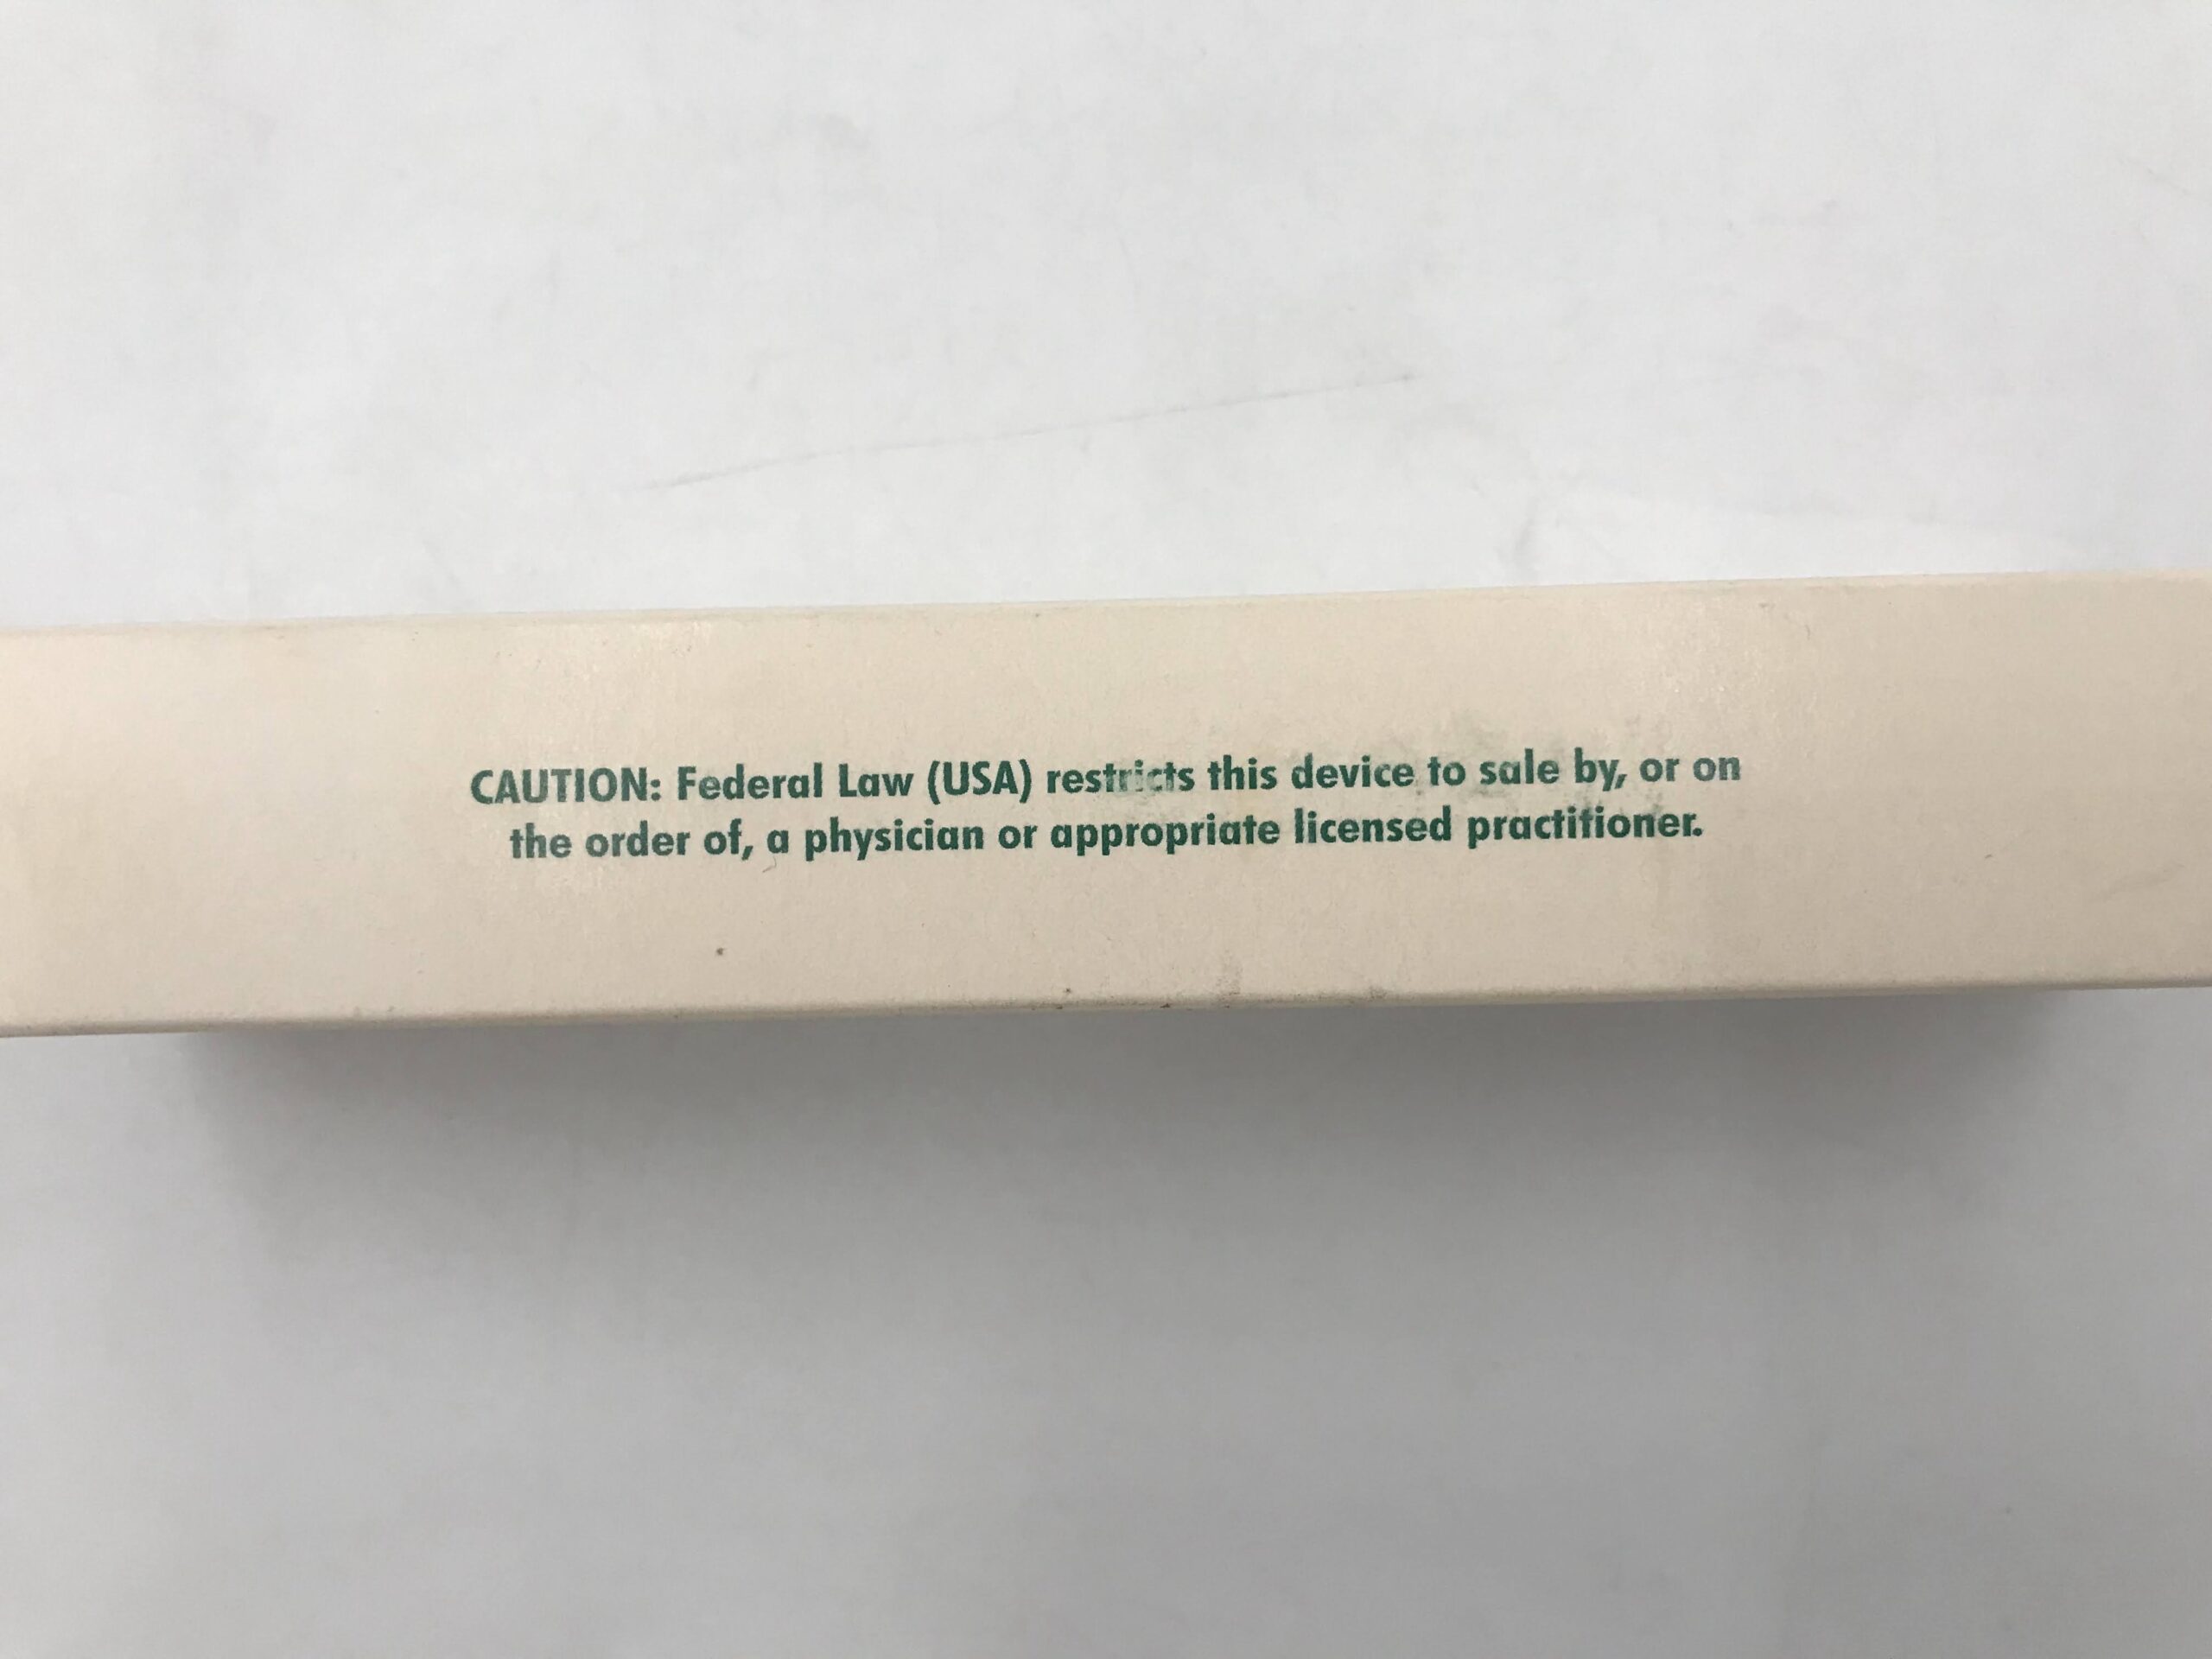 CAUTION: Federal Law (USA) restricts this device to sale by, or on
the order of, a physician or appropriate licensed practitioner.